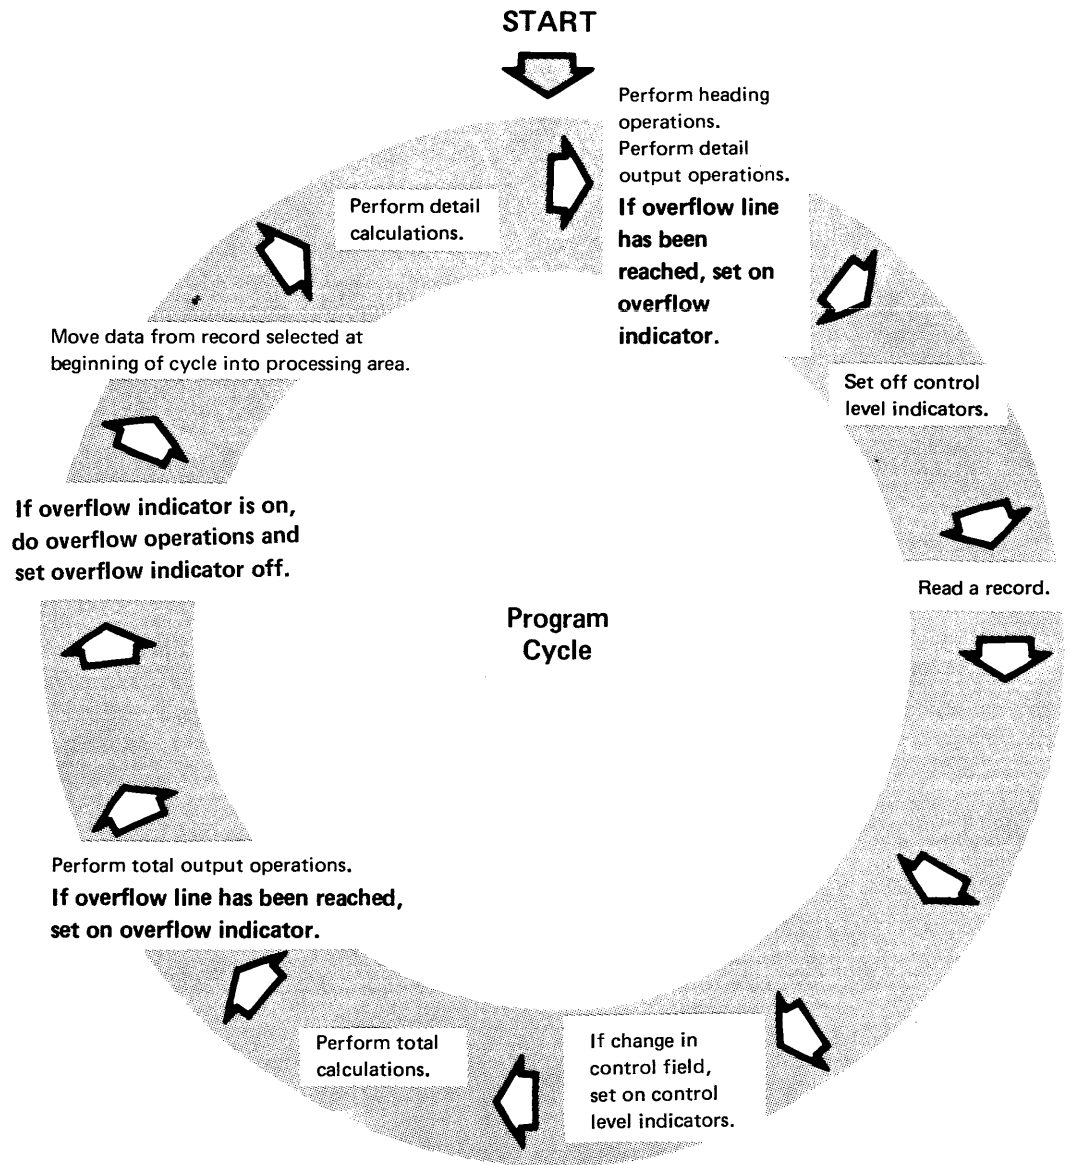 START
Perform heading
operations.
Perform detail
output operations.
If overflow line
has been
reached, set on
overflow
indicator.
Set off control
level indicators.
Read a record.
If change in
control field,
set on control
level indicators.
Perform total
calculations.
Perform total output operations.
If overflow line has been reached,
set on overflow indicator.
If overflow indicator is on,
do overflow operations and
set overflow indicator off.
Move data from record selected at
beginning of cycle into processing area.
Perform detail
calculations.
Program
Cycle